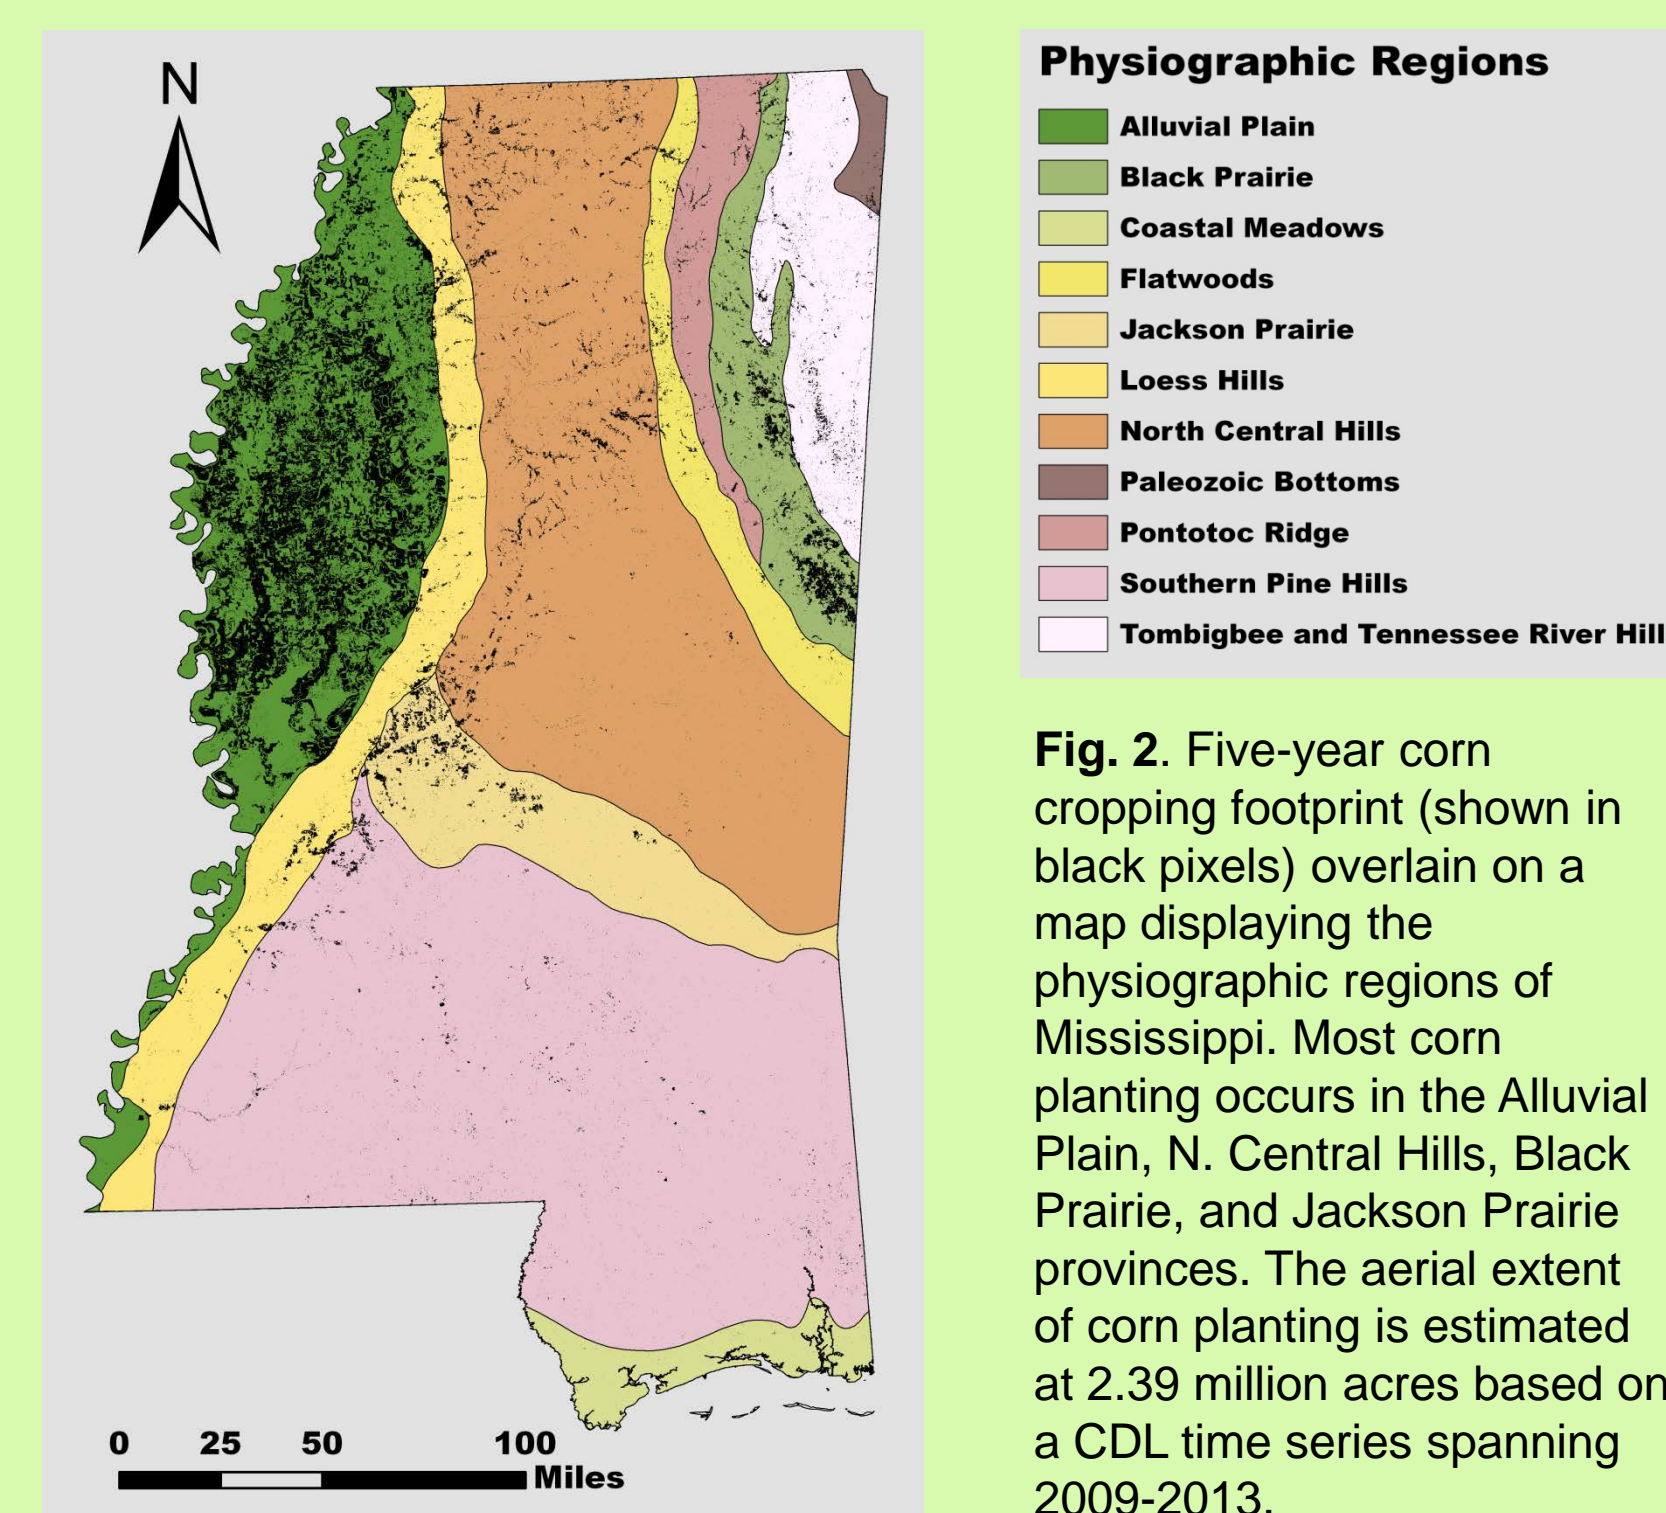 N
0 25 50 100
Miles
Physiographic Regions
Alluvial Plain
Black Prairie
Coastal Meadows
Flatwoods
Jackson Prairie
Loess Hills
North Central Hills
Paleozoic Bottoms
Pontotoc Ridge
Southern Pine Hills
Tombigbee and Tennessee River Hill
Fig. 2. Five-year corn
cropping footprint (shown in
black pixels) overlain on a
map displaying the
physiographic regions of
Mississippi. Most corn
planting occurs in the Alluvial
Plain, N. Central Hills, Black
Prairie, and Jackson Prairie
provinces. The aerial extent
of corn planting is estimated
at 2.39 million acres based on
a CDL time series spanning
2009-2013.